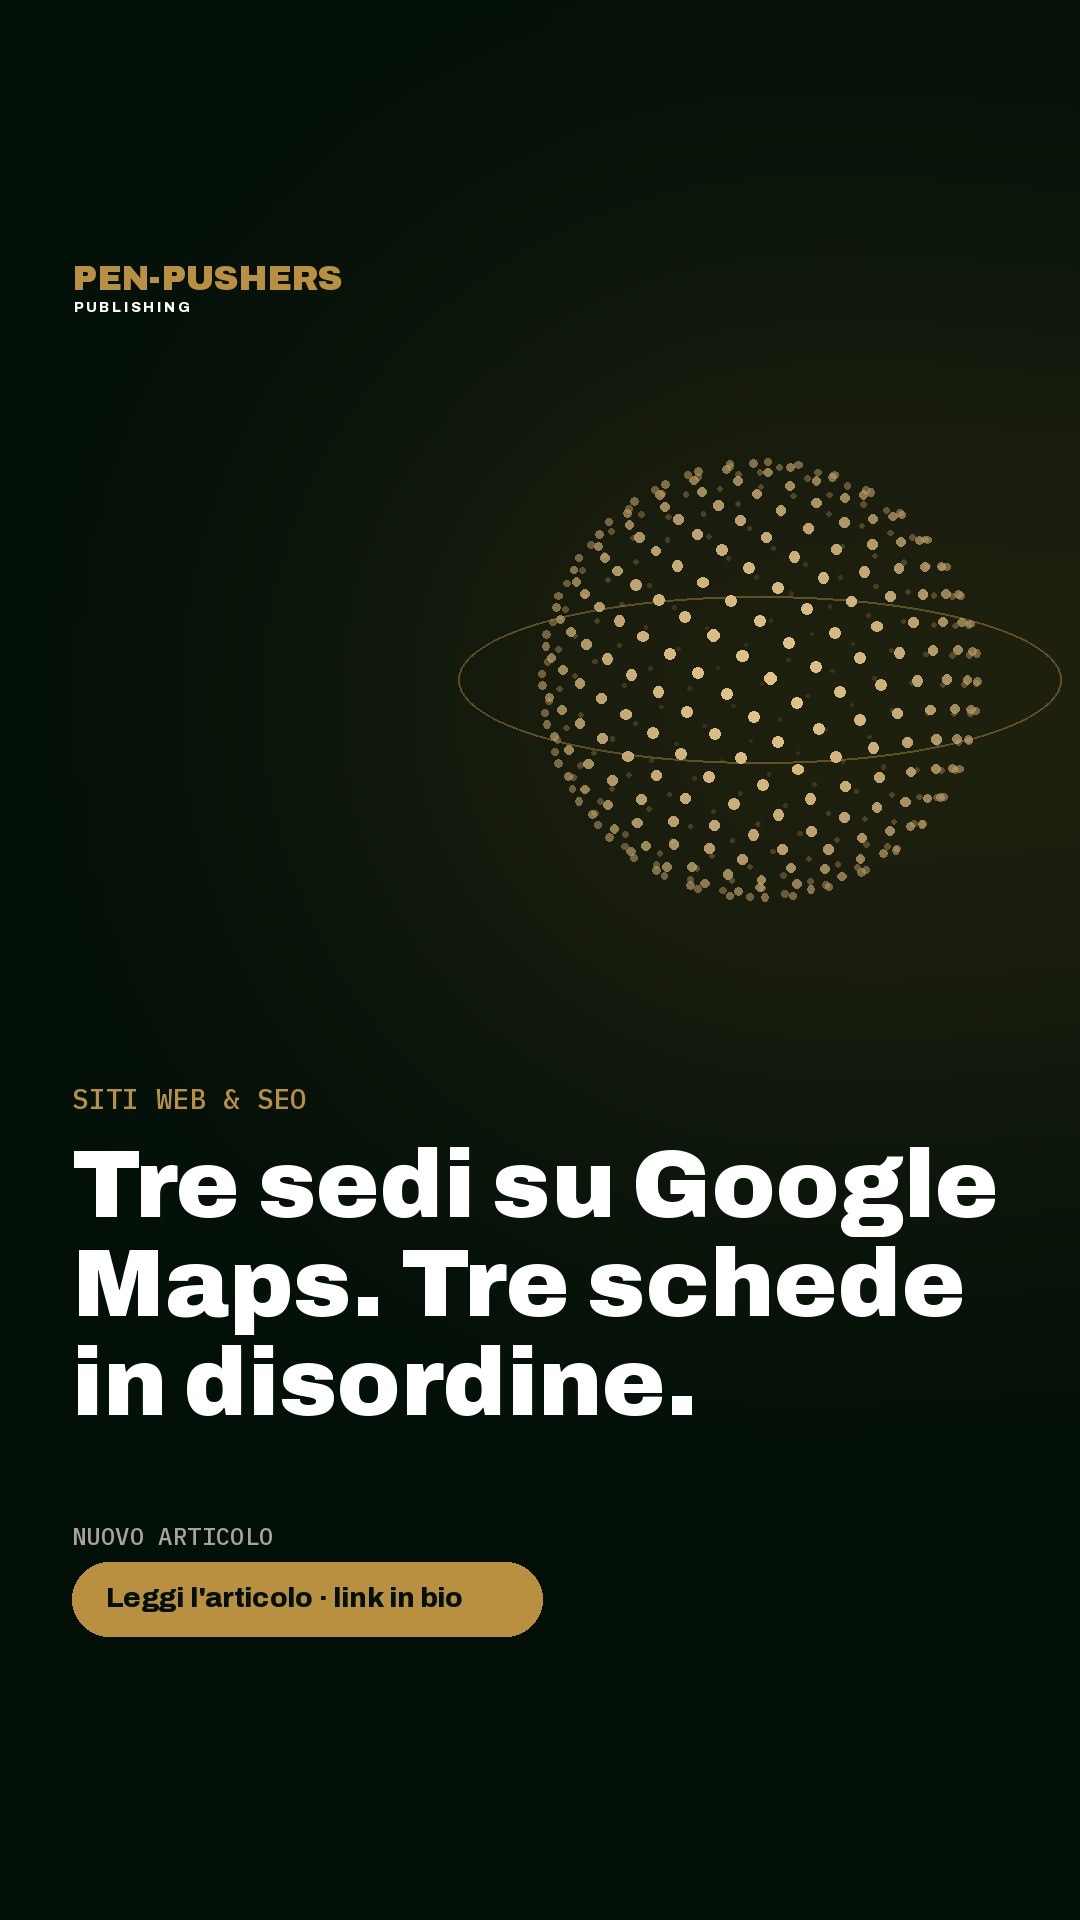 PEN-PUSHERS
PUBLISHING
SITI WEB & SEO
Tre sedi su Google
Maps. Tre schede
in disordine.
NUOVO ARTICOLO
Leggi l'articolo · link in bio